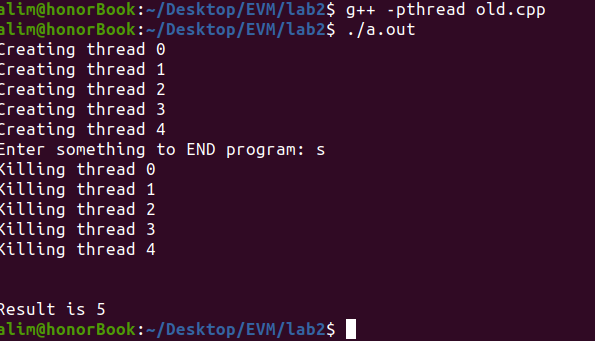 alim@honorBook:~/Desktop/EVM/lab2$ g++ -pthread old.cpp
alim@honorBook:~/Desktop/EVM/lab2$ ./a.out
Creating thread 0
Creating thread 1
Creating thread 2
Creating thread 3
Creating thread 4
Enter something to END program: s
Killing thread 0
Killing thread 1
Killing thread 2
Killing thread 3
Killing thread 4
Result is 5
alim@honorBook:~/Desktop/EVM/lab2$